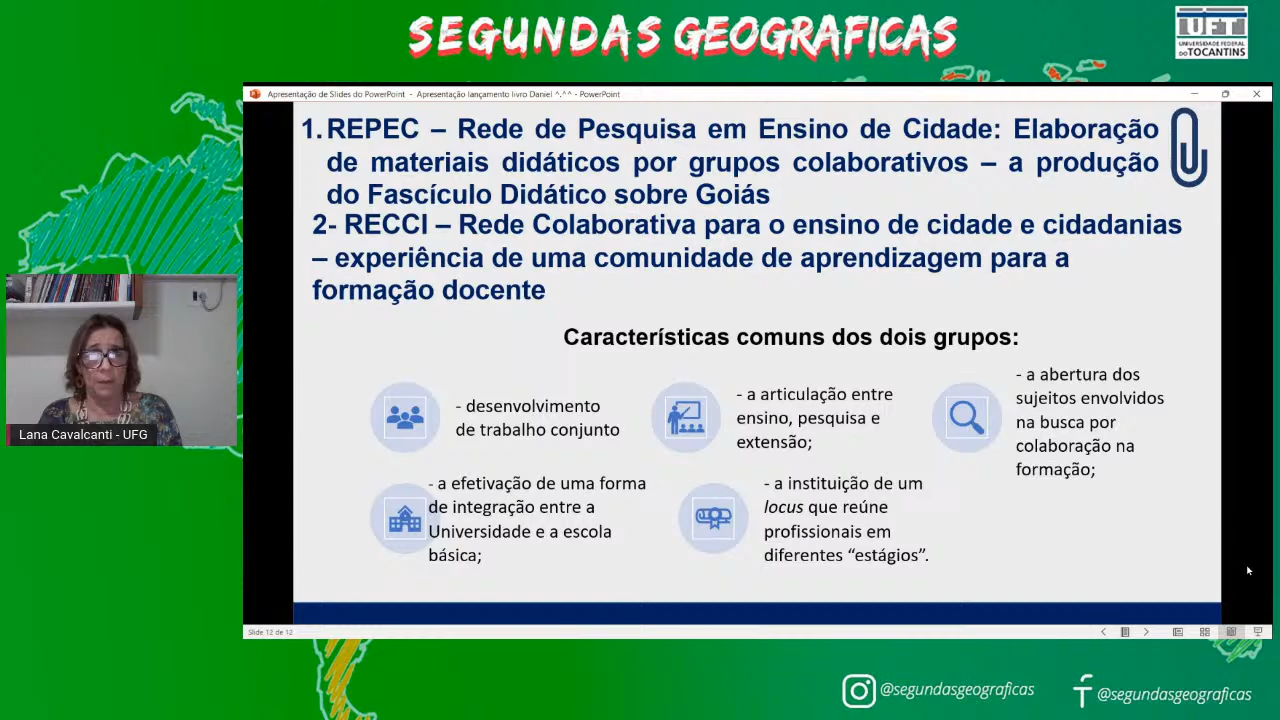 SEGUNDAS GEOGRAFICAS
UFT
UNIVERSIDADE FEDERAL
DO TOCANTINS
Apresentação de Slides do PowerPoint - Apresentação lançamento livro Daniel ^.^^ - PowerPoint
1. REPEC – Rede de Pesquisa em Ensino de Cidade: Elaboração
de materiais didáticos por grupos colaborativos – a produção
do Fascículo Didático sobre Goiás
2- RECCI – Rede Colaborativa para o ensino de cidade e cidadanias
– experiência de uma comunidade de aprendizagem para a
formação docente
Características comuns dos dois grupos:
- desenvolvimento
de trabalho conjunto
- a articulação entre
ensino, pesquisa e
extensão;
- a abertura dos
sujeitos envolvidos
na busca por
colaboração na
formação;
- a efetivação de uma forma
de integração entre a
Universidade e a escola
básica;
- a instituição de um
locus que reúne
profissionais em
diferentes “estágios”.
Lana Cavalcanti - UFG
Slide 12 de 12
@segundasgeograficas
@segundasgeograficas